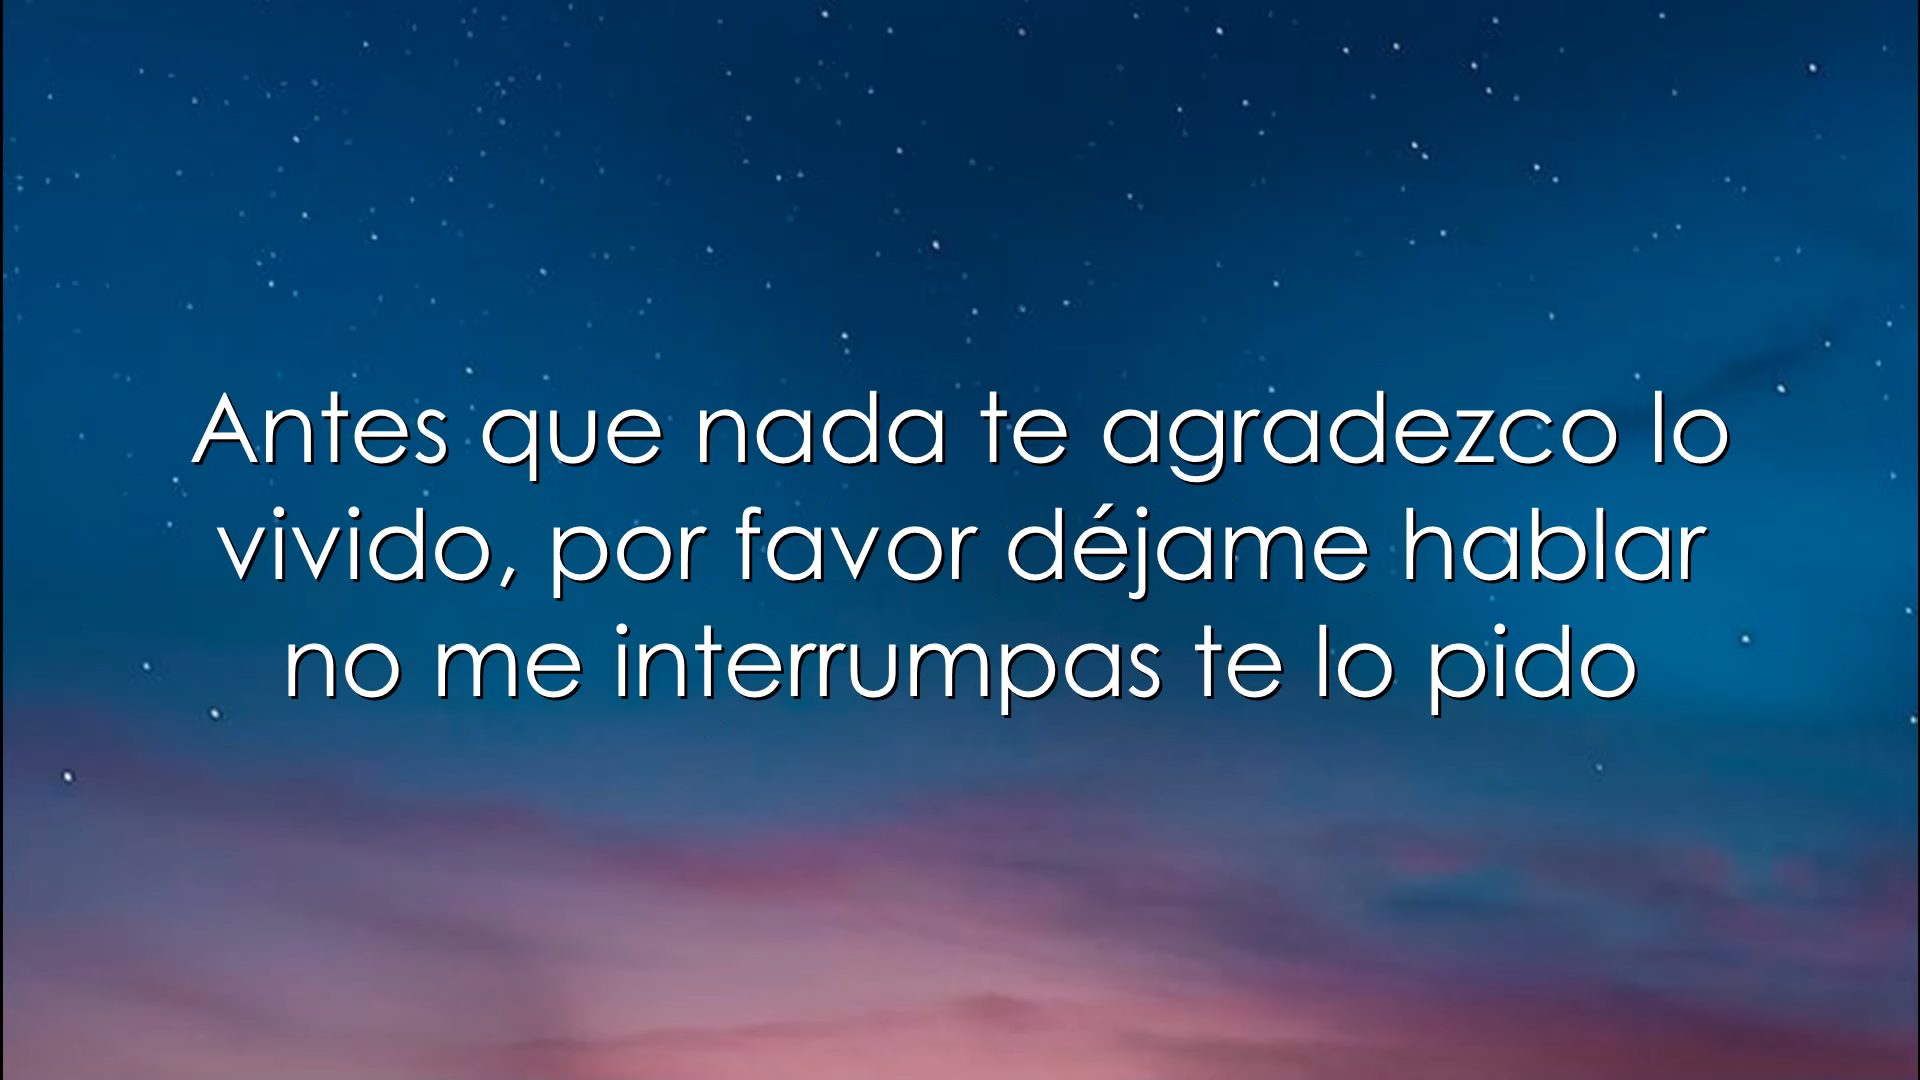 Antes que nada te agradezco lo
vivido, por favor déjame hablar
no me interrumpas te lo pido